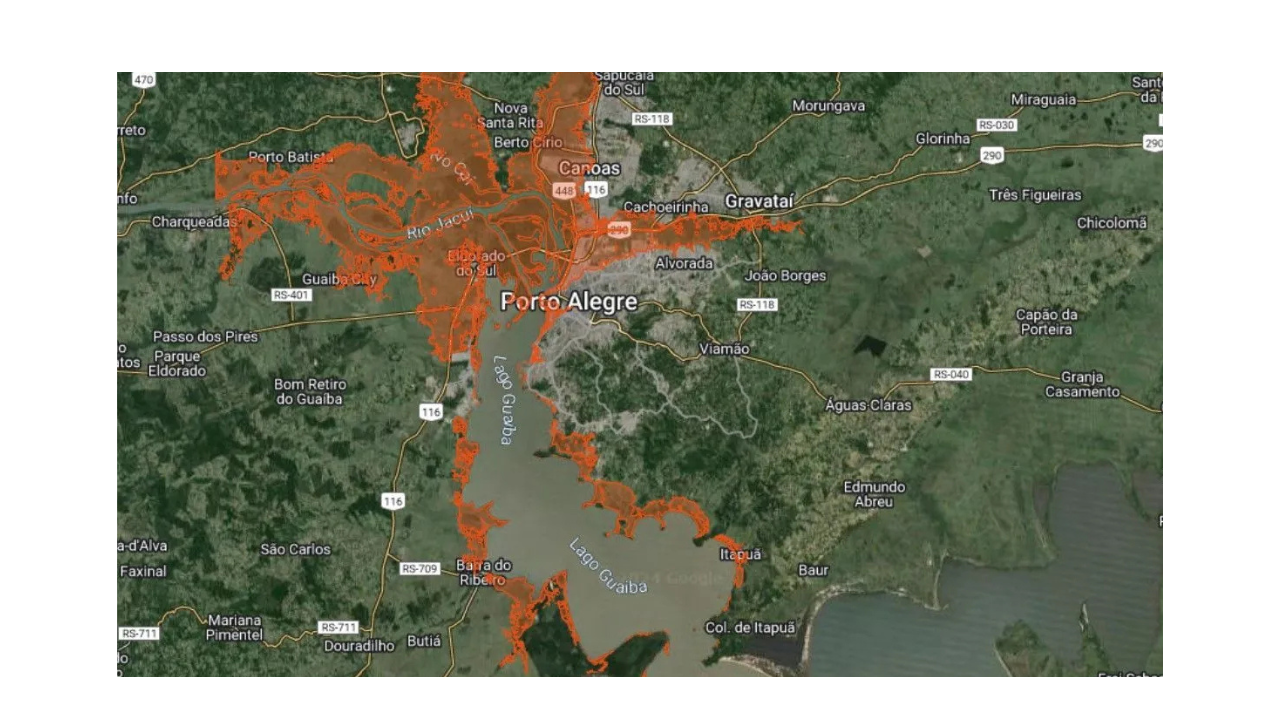 470
Sapucaia
do Sul
Santo
da
Nova
Santa Rita
RS-118
Morungava
Miraguaia
rreto
Berto Círio
RS-030
Glorinha
290
290
Porto Batista
Rio Caí
Canoas
448
116
Cachoeirinha
Gravataí
Três Figueiras
nfo
Charqueadas
Rio Jacuí
290
Chicolomã
Eldorado
do Sul
Guaíba City
Alvorada
João Borges
RS-401
Porto Alegre
RS-118
Capão da
Porteira
Passo dos Pires
Parque
Eldorado
o
tos
Viamão
Lago Guaíba
Bom Retiro
do Guaíba
RS-040
Granja
Casamento
116
Águas Claras
116
Edmundo
Abreu
a-d'Alva
São Carlos
Faxinal
RS-709
Barra do
Ribeiro
Lago Guaíba
Google
Itapuã
Baur
RS-711
Mariana
Pimentel
RS-711
Douradilho
Butiá
Col. de Itapuã
lo